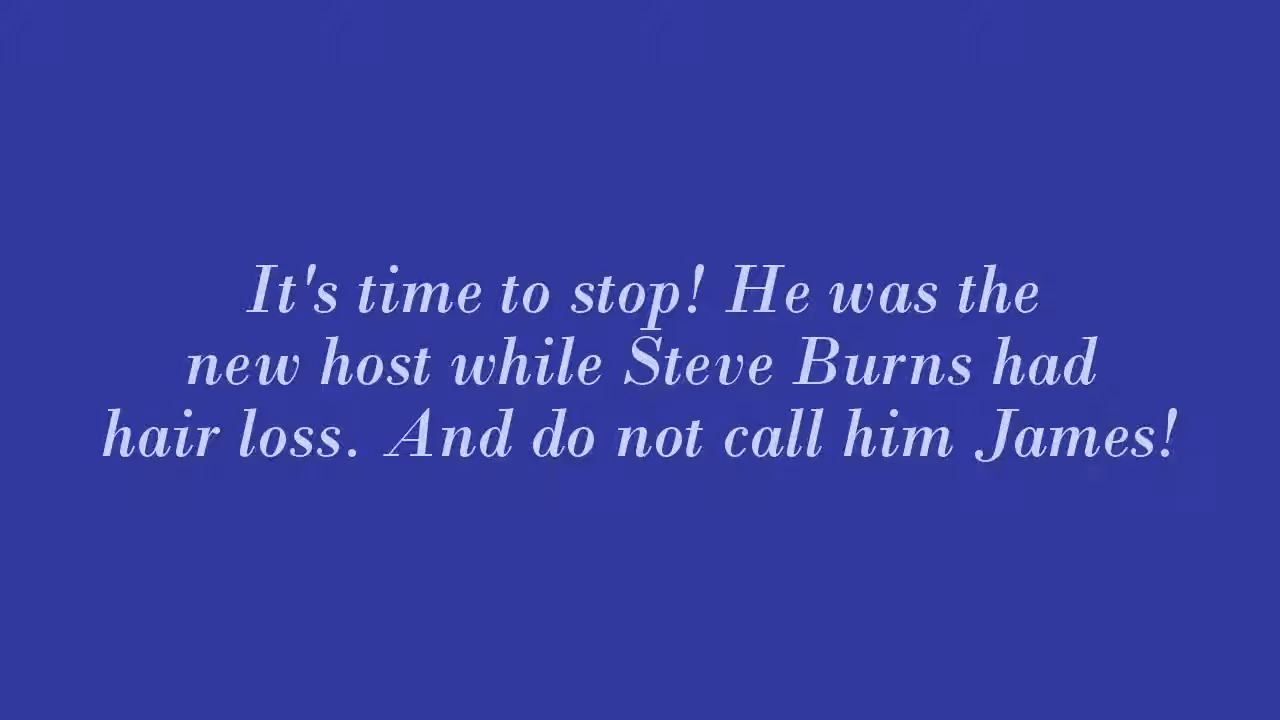 It's time to stop! He was the
new host while Steve Burns had
hair loss. And do not call him James!